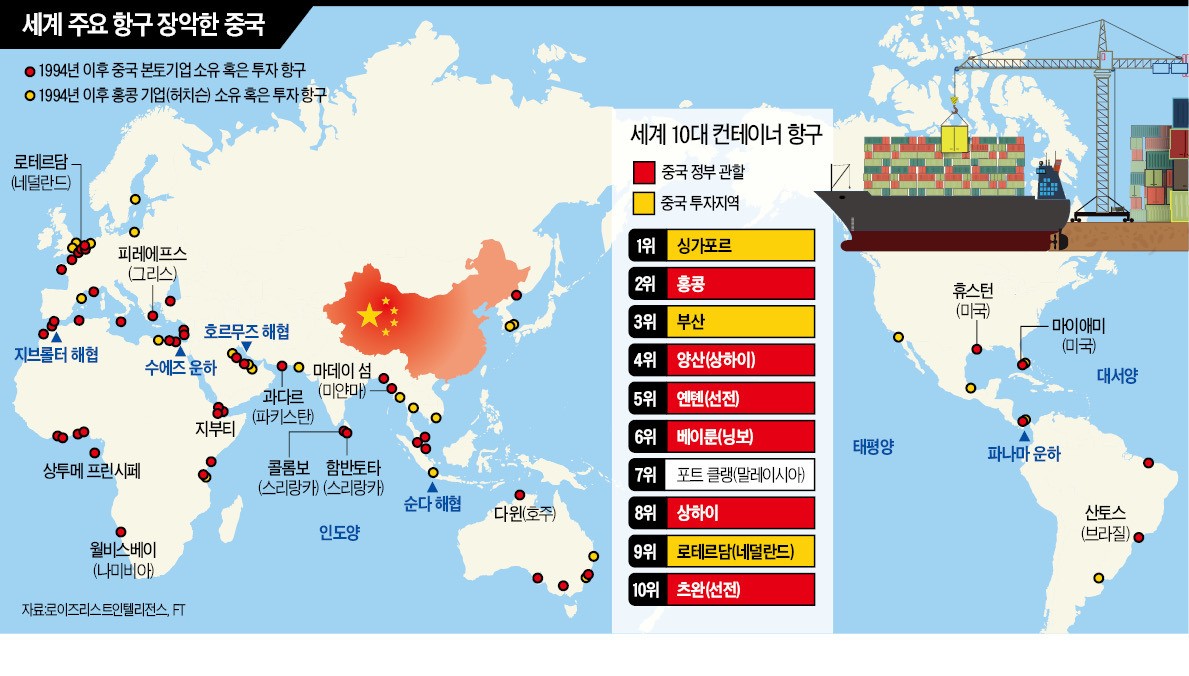 세계 주요 항구 장악한 중국
1994년 이후 중국 본토기업 소유 혹은 투자 항구
1994년 이후 홍콩 기업(허치슨) 소유 혹은 투자 항구
로테르담
(네덜란드)
피레에프스
(그리스)
지브롤터 해협
수에즈 운하
호르무즈 해협
마데이 섬
(미얀마)
과다르
(파키스탄)
지부티
상투메 프린시페
콜롬보
(스리랑카)
함반토타
(스리랑카)
순다 해협
다윈(호주)
인도양
월비스베이
(나미비아)
자료:로이즈리스트인텔리전스, FT
세계 10대 컨테이너 항구
중국 정부 관할
중국 투자지역
1위 싱가포르
2위 홍콩
3위 부산
4위 양산(상하이)
5위 옌톈(선전)
6위 베이룬(닝보)
7위 포트 클랭(말레이시아)
8위 상하이
9위 로테르담(네덜란드)
10위 츠완(선전)
휴스턴
(미국)
마이애미
(미국)
대서양
태평양
파나마 운하
산토스
(브라질)